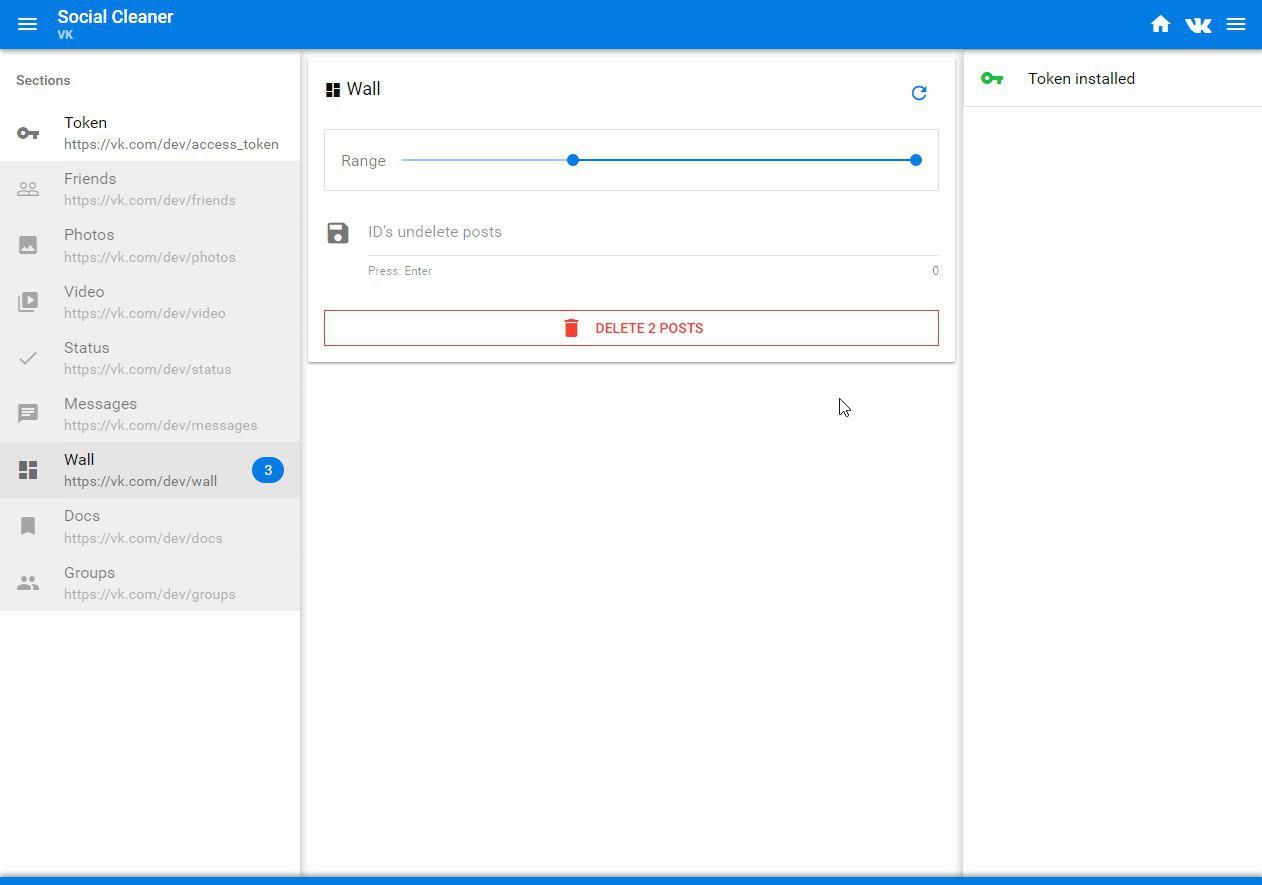 Social Cleaner
VK
Sections
Token
https://vk.com/dev/access_token
Friends
https://vk.com/dev/friends
Photos
https://vk.com/dev/photos
Video
https://vk.com/dev/video
Status
https://vk.com/dev/status
Messages
https://vk.com/dev/messages
Wall
https://vk.com/dev/wall
3
Docs
https://vk.com/dev/docs
Groups
https://vk.com/dev/groups
Wall
Range
ID's undelete posts
Press: Enter 0
DELETE 2 POSTS
Token installed